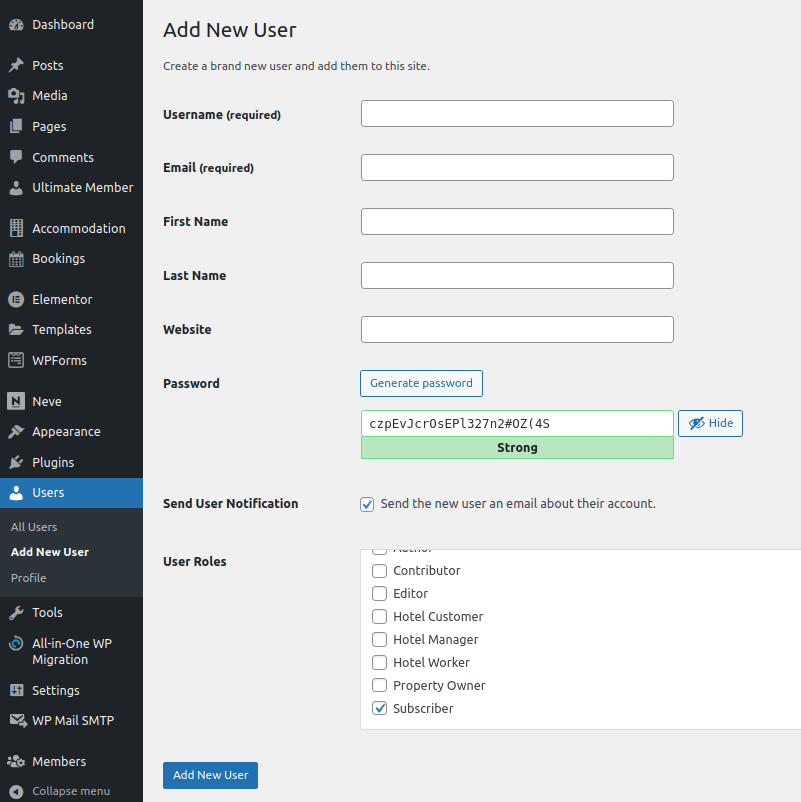 Dashboard
Posts
Media
Pages
Comments
Ultimate Member
Accommodation
Bookings
Elementor
Templates
WPForms
Neve
Appearance
Plugins
Users
All Users
Add New User
Profile
Tools
All-in-One WP
Migration
Settings
WP Mail SMTP
Members
Collapse menu
Add New User
Create a brand new user and add them to this site.
Username (required)
Email (required)
First Name
Last Name
Website
Password
Generate password
czpEvJcrOsEPl327n2#OZ(4S
Hide
Strong
Send User Notification
Send the new user an email about their account.
User Roles
Author
Contributor
Editor
Hotel Customer
Hotel Manager
Hotel Worker
Property Owner
Subscriber
Add New User